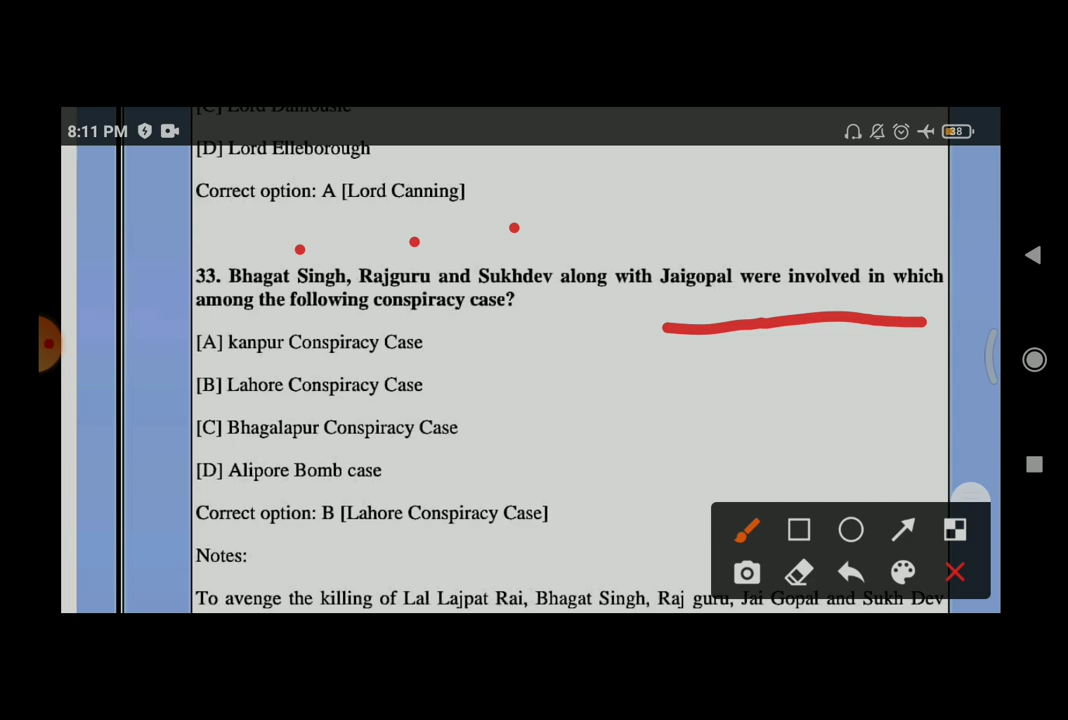 [C] Lord Dalhousie
8:11 PM
38
[D] Lord Elleborough
Correct option: A [Lord Canning]
33. Bhagat Singh, Rajguru and Sukhdev along with Jaigopal were involved in which
among the following conspiracy case?
[A] kanpur Conspiracy Case
[B] Lahore Conspiracy Case
[C] Bhagalapur Conspiracy Case
[D] Alipore Bomb case
Correct option: B [Lahore Conspiracy Case]
Notes:
To avenge the killing of Lal Lajpat Rai, Bhagat Singh, Raj guru, Jai Gopal and Sukh Dev